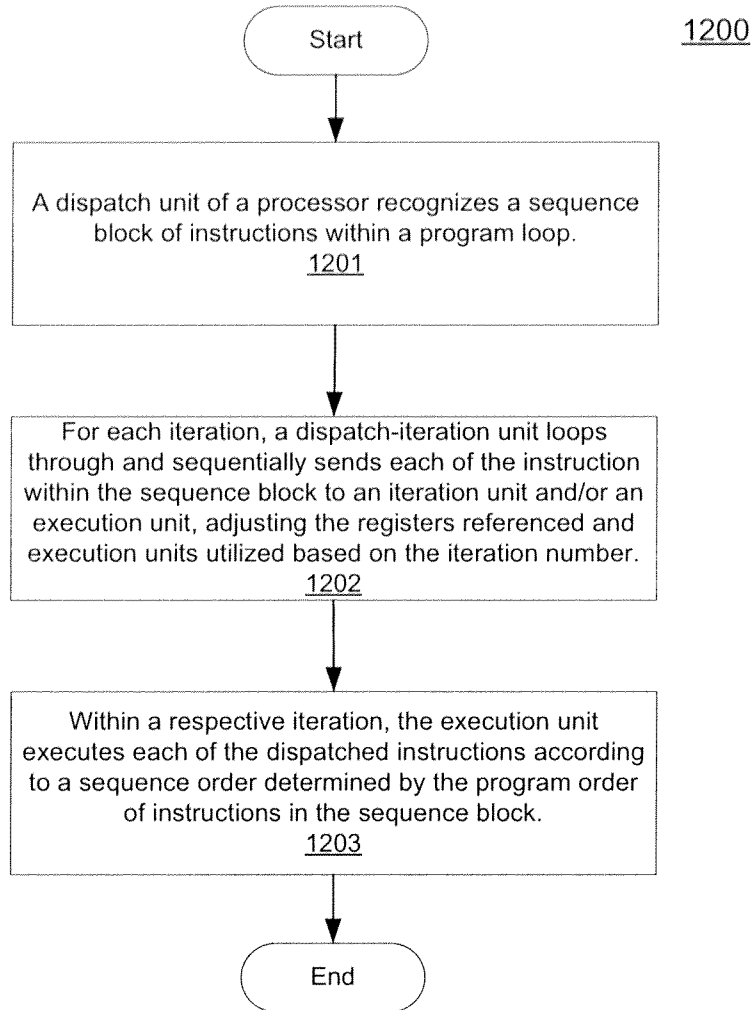 Start
1200
A dispatch unit of a processor recognizes a sequence
block of instructions within a program loop.
1201
For each iteration, a dispatch-iteration unit loops
through and sequentially sends each of the instruction
within the sequence block to an iteration unit and/or an
execution unit, adjusting the registers referenced and
execution units utilized based on the iteration number.
1202
Within a respective iteration, the execution unit
executes each of the dispatched instructions according
to a sequence order determined by the program order
of instructions in the sequence block.
1203
End